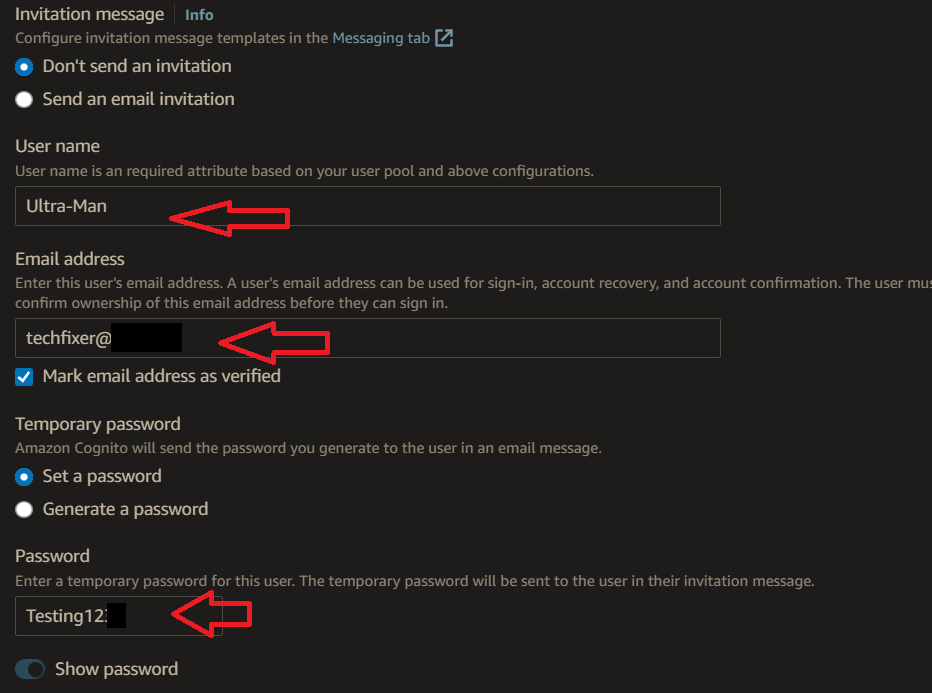 Invitation message Info
Configure invitation message templates in the Messaging tab
Don't send an invitation
Send an email invitation
User name
User name is an required attribute based on your user pool and above configurations.
Ultra-Man
Email address
Enter this user's email address. A user's email address can be used for sign-in, account recovery, and account confirmation. The user mus
confirm ownership of this email address before they can sign in.
techfixer@
Mark email address as verified
Temporary password
Amazon Cognito will send the password you generate to the user in an email message.
Set a password
Generate a password
Password
Enter a temporary password for this user. The temporary password will be sent to the user in their invitation message.
Testing12
Show password